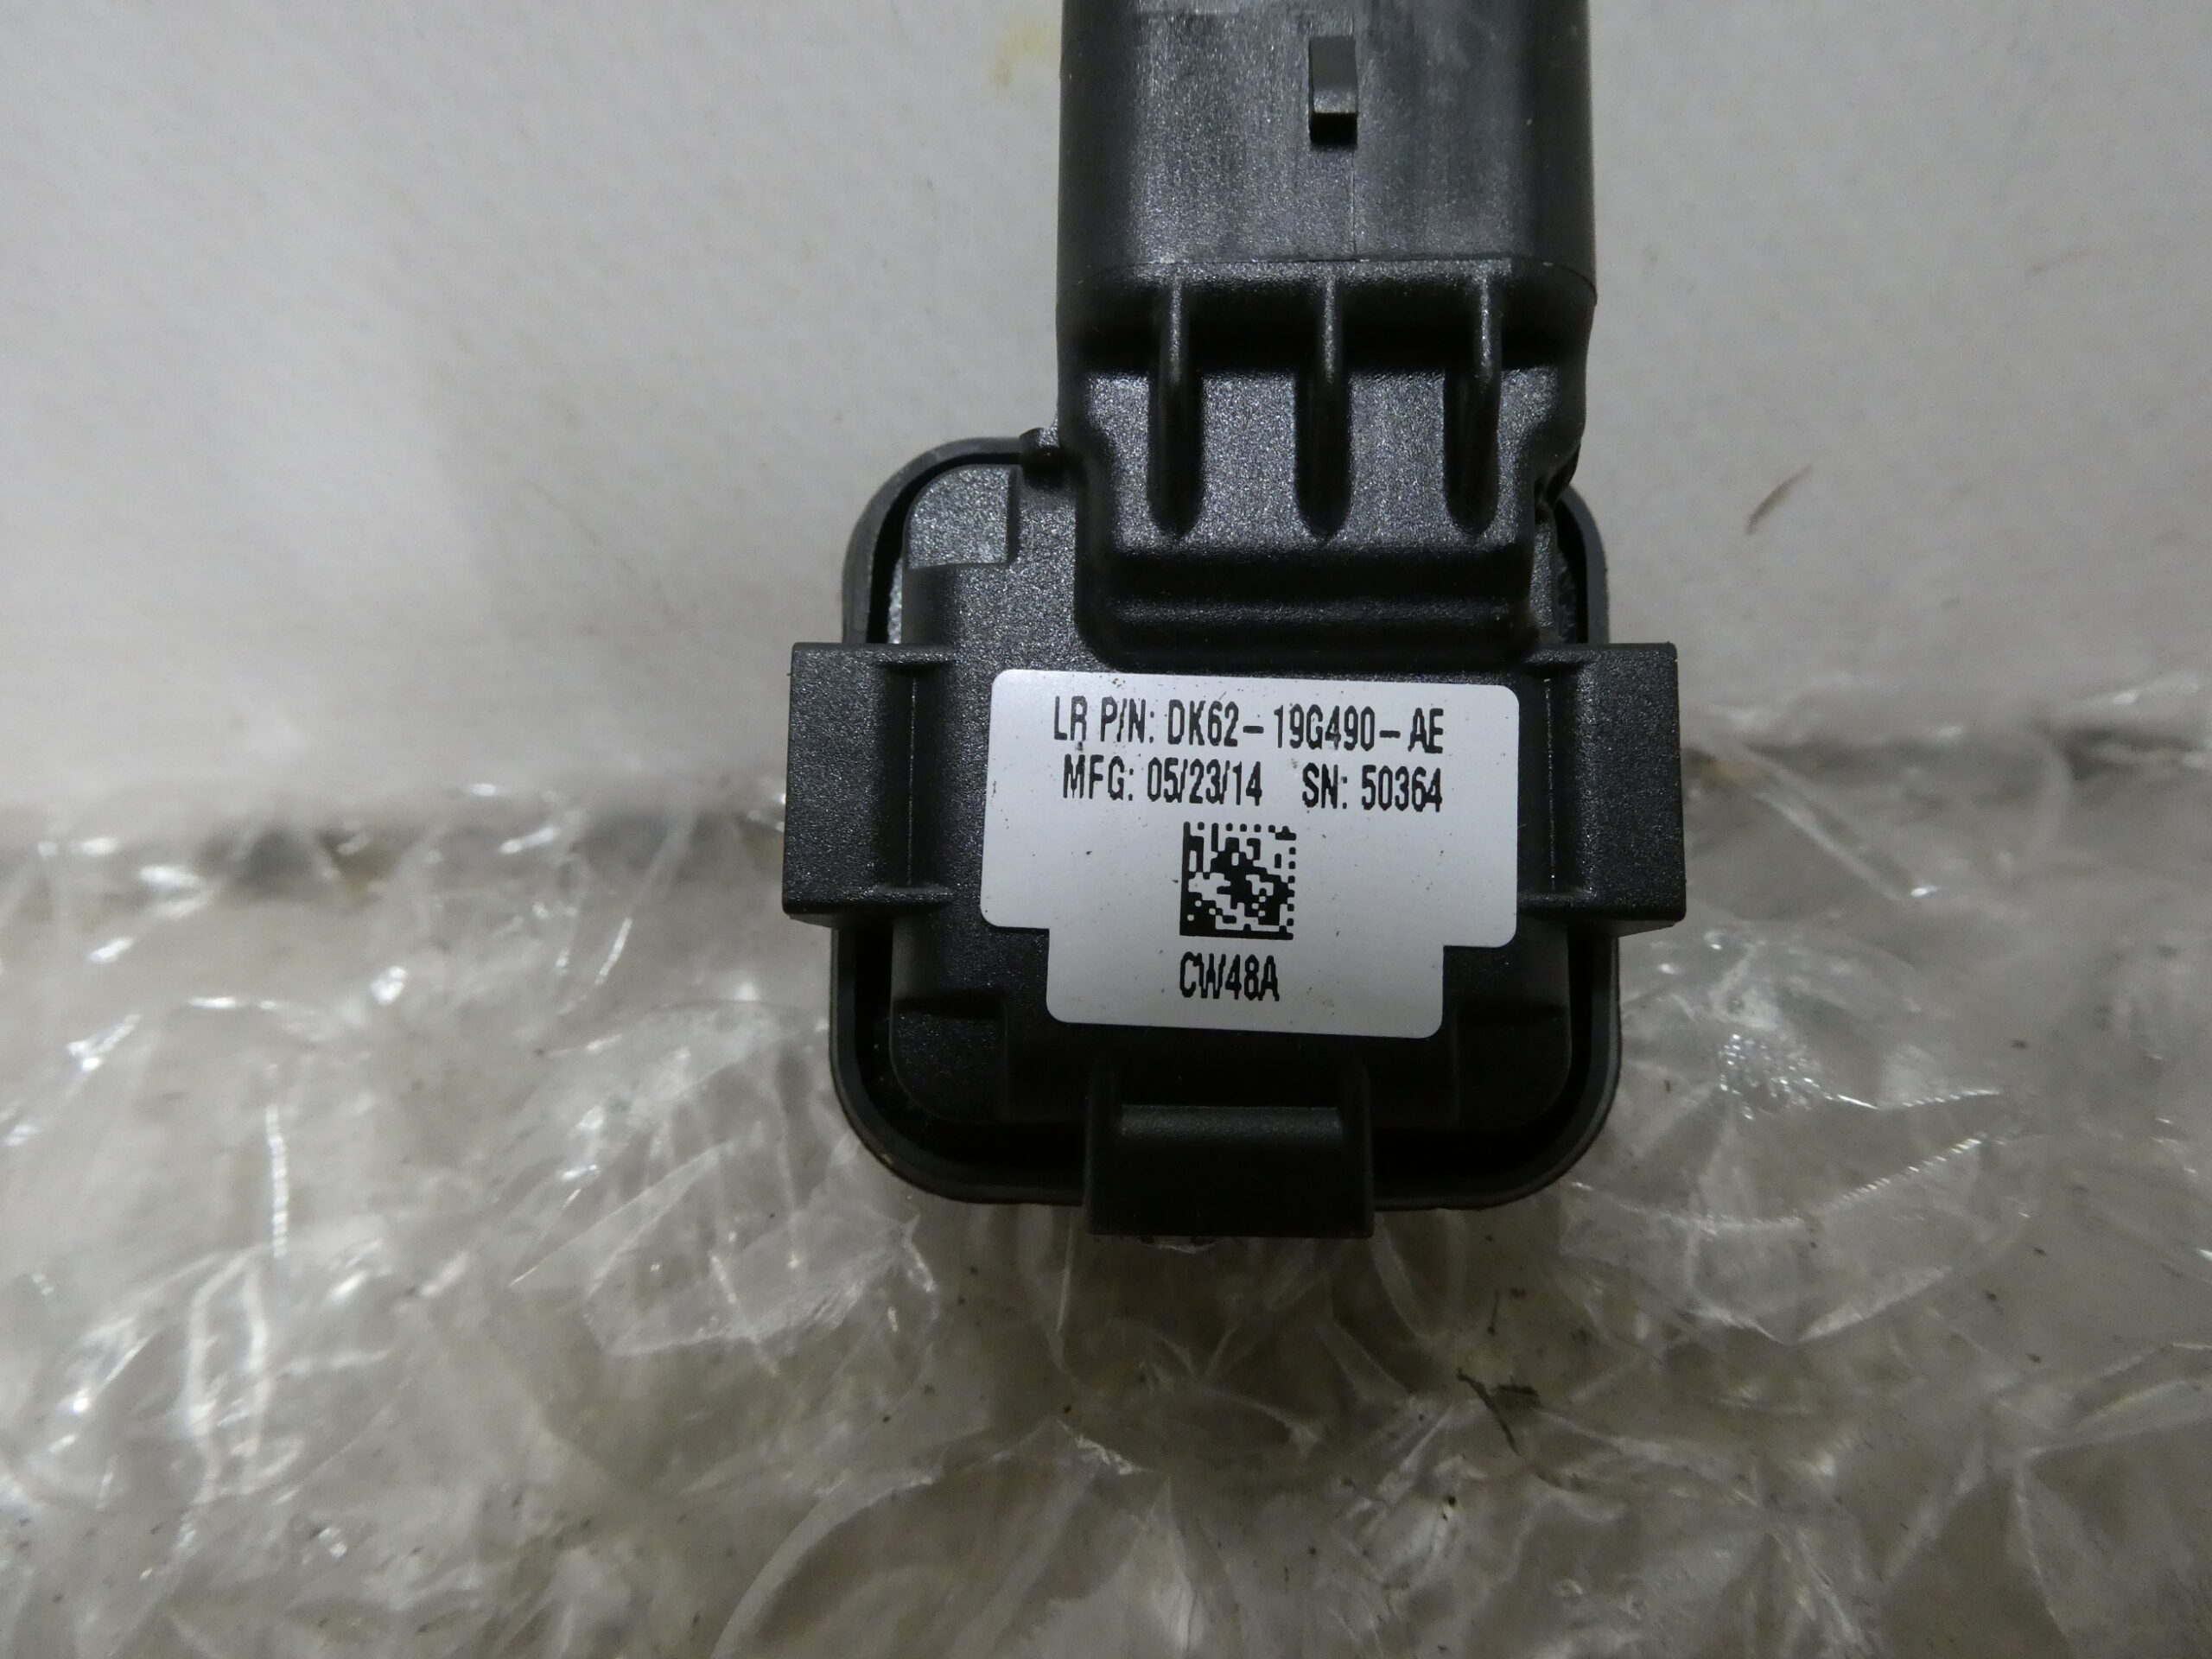 LR P/N: DK62-19G490-AE
MFG: 05/23/14 SN: 50364
CW48A